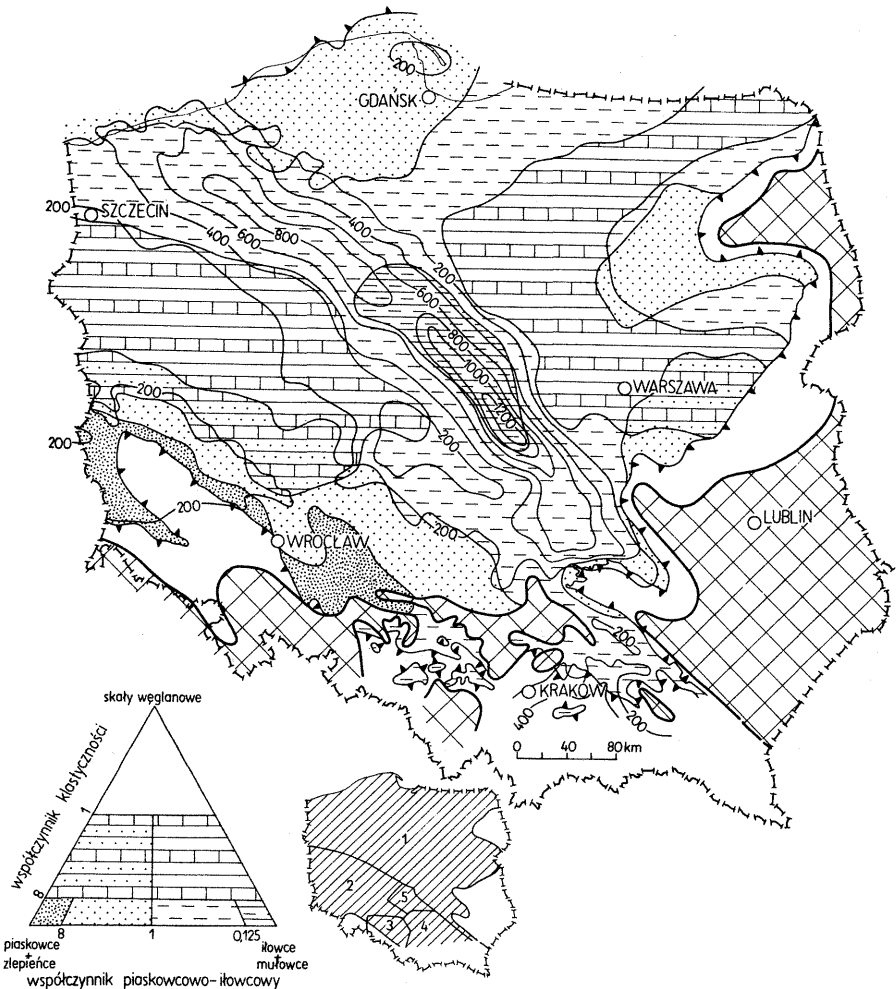 200
GDAŃSK
200
SZCZECIN
400
600
800
400
200
600
800
1000
1200
WARSZAWA
200
200
200
200
200
LUBLIN
WROCŁAW
200
KRAKÓW
400
200
0 40 80 km
skały węglanowe
współczynnik klastyczności
1
8
8
1
0,125
piaskowce
+
zlepieńce
iłowce
+
mułowce
współczynnik piaskowcowo-iłowcowy
1
2
3
4
5